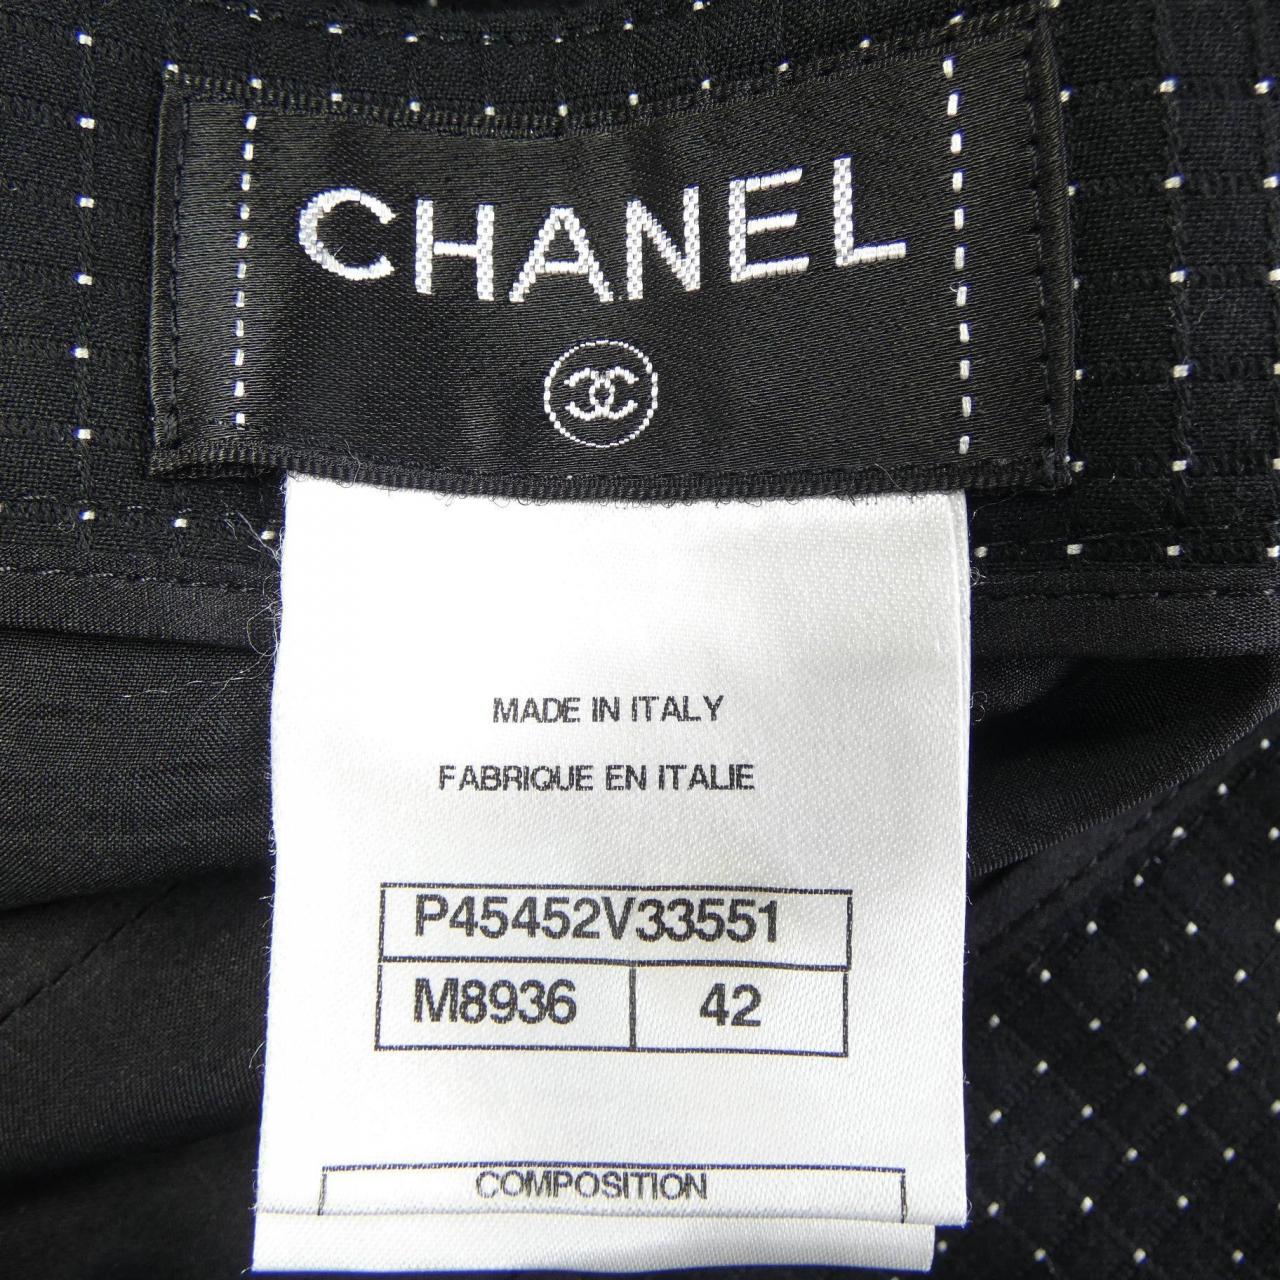 CHANEL
MADE IN ITALY
FABRIQUE EN ITALIE
P45452V33551
M8936 42
COMPOSITION